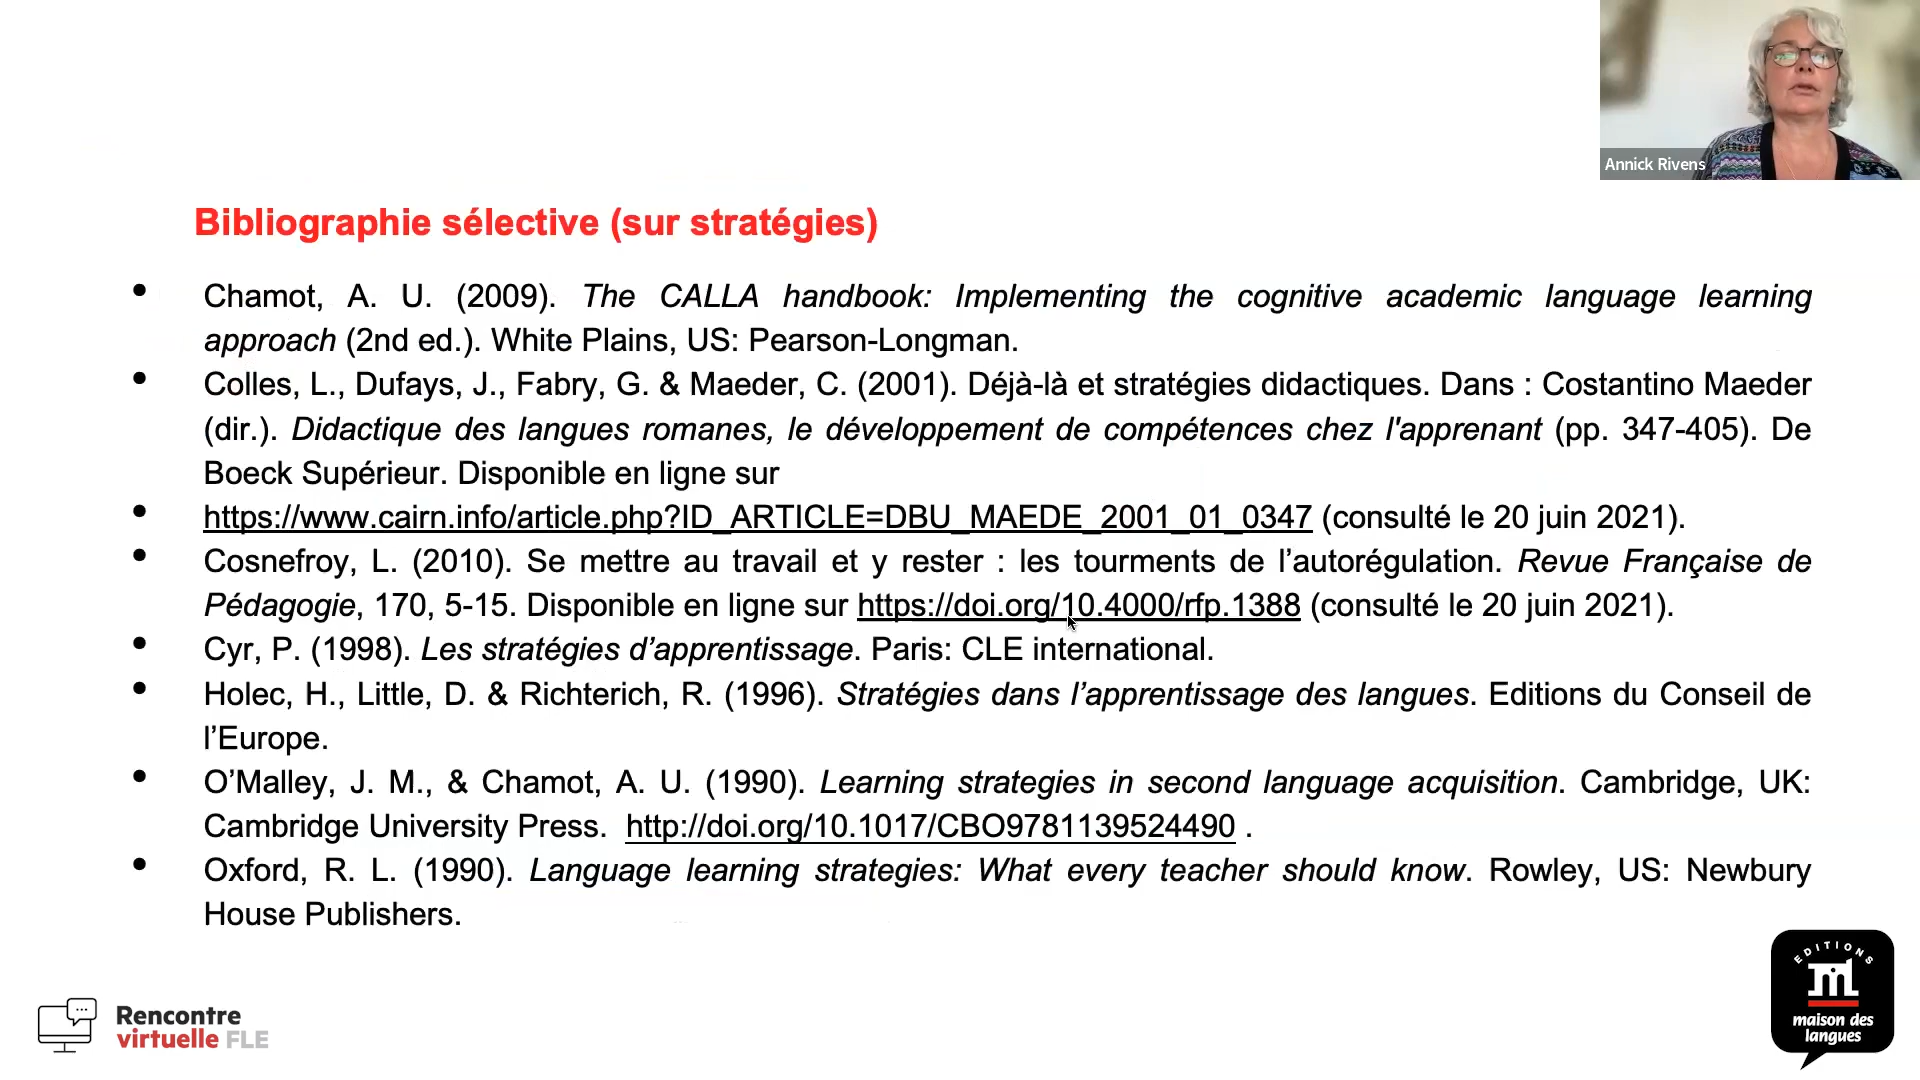 Annick Rivens
Bibliographie sélective (sur stratégies)
• Chamot, A. U. (2009). The CALLA handbook: Implementing the cognitive academic language learning
approach (2nd ed.). White Plains, US: Pearson-Longman.
• Colles, L., Dufays, J., Fabry, G. & Maeder, C. (2001). Déjà-là et stratégies didactiques. Dans : Costantino Maeder
(dir.). Didactique des langues romanes, le développement de compétences chez l'apprenant (pp. 347-405). De
Boeck Supérieur. Disponible en ligne sur
• https://www.cairn.info/article.php?ID_ARTICLE=DBU_MAEDE_2001_01_0347 (consulté le 20 juin 2021).
• Cosnefroy, L. (2010). Se mettre au travail et y rester : les tourments de l’autorégulation. Revue Française de
Pédagogie, 170, 5-15. Disponible en ligne sur https://doi.org/10.4000/rfp.1388 (consulté le 20 juin 2021).
• Cyr, P. (1998). Les stratégies d’apprentissage. Paris: CLE international.
• Holec, H., Little, D. & Richterich, R. (1996). Stratégies dans l’apprentissage des langues. Editions du Conseil de
l’Europe.
• O’Malley, J. M., & Chamot, A. U. (1990). Learning strategies in second language acquisition. Cambridge, UK:
Cambridge University Press. http://doi.org/10.1017/CBO9781139524490 .
• Oxford, R. L. (1990). Language learning strategies: What every teacher should know. Rowley, US: Newbury
House Publishers.
Rencontre
virtuelle FLE
EDITIONS
maison des
langues